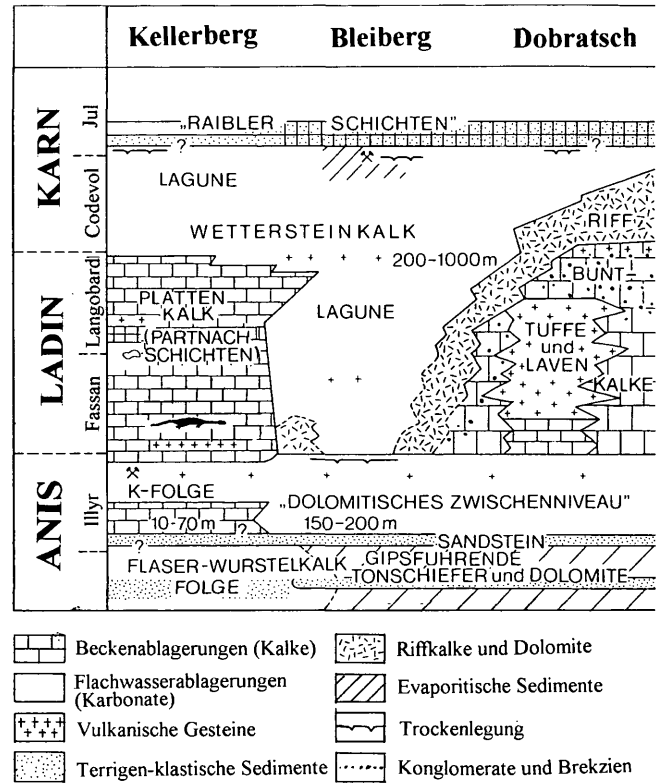 Kellerberg Bleiberg Dobratsch
KARN
Jul
Codevol
„RAIBLER SCHICHTEN”
? ?
LAGUNE
WETTERSTEINKALK
RIFF
200-1000m
LADIN
Langobard
Fassan
PLATTEN
KALK
(PARTNACH-
SCHICHTEN)
LAGUNE
BUNT-
TUFFE
und
LAVEN
KALKE
ANIS
Illyr
K-FOLGE
„DOLOMITISCHES ZWISCHENNIVEAU”
10-70m 150-200m
?
SANDSTEIN
?
FLASER-WURSTELKALK
FOLGE
GIPSFÜHRENDE
TONSCHIEFER und DOLOMITE
Beckenablagerungen (Kalke)
Flachwasserablagerungen
(Karbonate)
Vulkanische Gesteine
Terrigen-klastische Sedimente
Riffkalke und Dolomite
Evaporitische Sedimente
Trockenlegung
Konglomerate und Brekzien